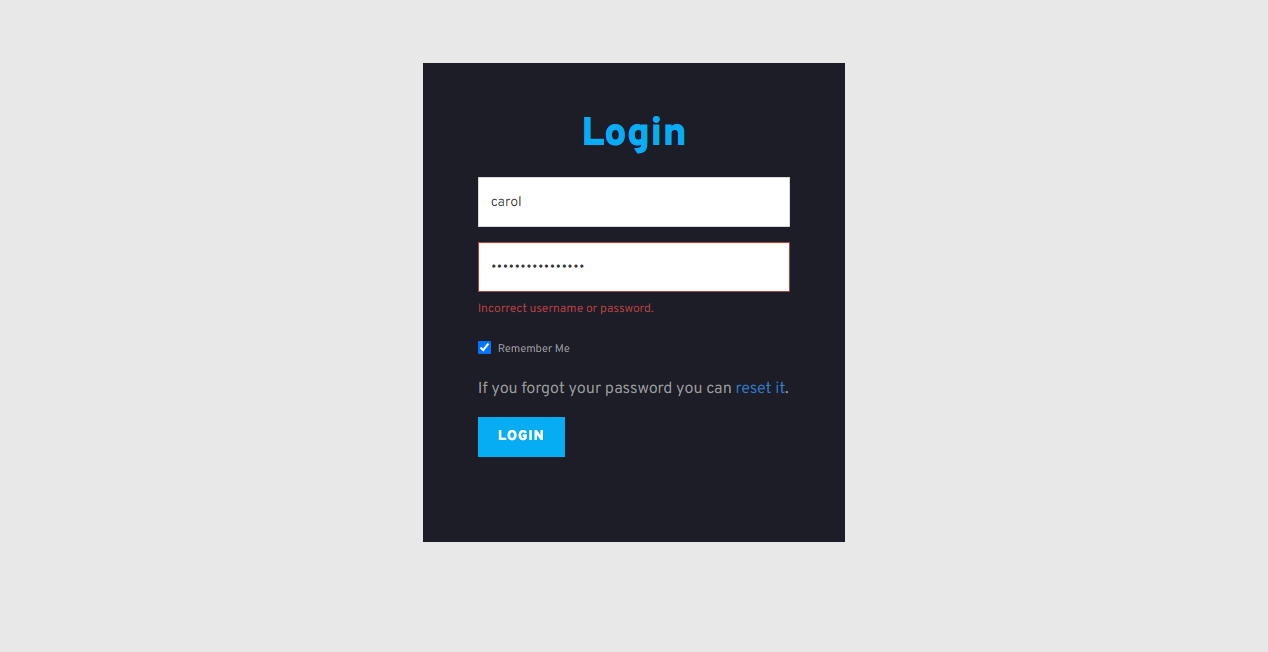 Login
carol
••••••••••••••••
Incorrect username or password.
Remember Me
If you forgot your password you can reset it.
LOGIN